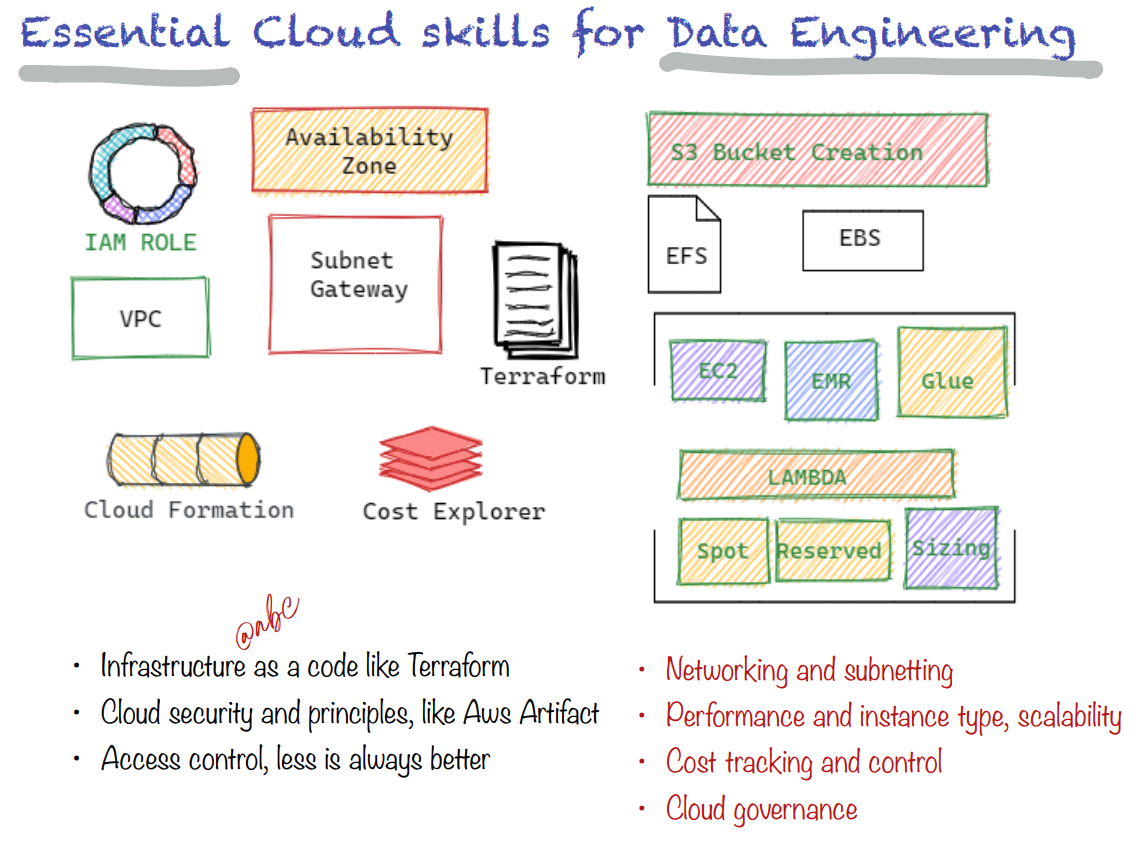 Essential Cloud skills for Data Engineering
Availability
Zone
IAM ROLE
Subnet
Gateway
VPC
Terraform
Cloud Formation
Cost Explorer
S3 Bucket Creation
EFS
EBS
EC2
EMR
Glue
LAMBDA
Spot
Reserved
Sizing
@abc
• Infrastructure as a code like Terraform
• Cloud security and principles, like Aws Artifact
• Access control, less is always better
• Networking and subnetting
• Performance and instance type, scalability
• Cost tracking and control
• Cloud governance